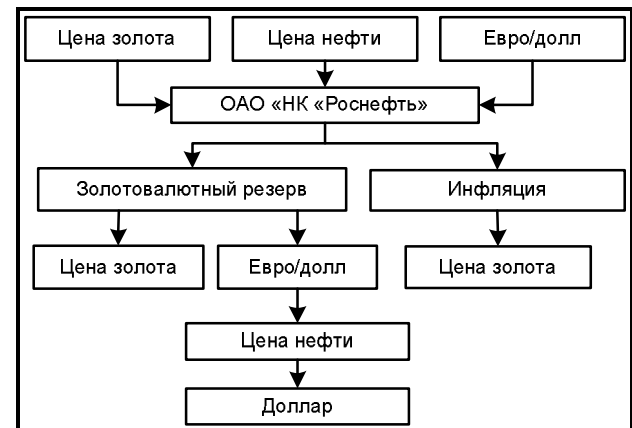 Цена золота
Цена нефти
Евро/долл
ОАО «НК «Роснефть»
Золотовалютный резерв
Инфляция
Цена золота
Евро/долл
Цена золота
Цена нефти
Доллар